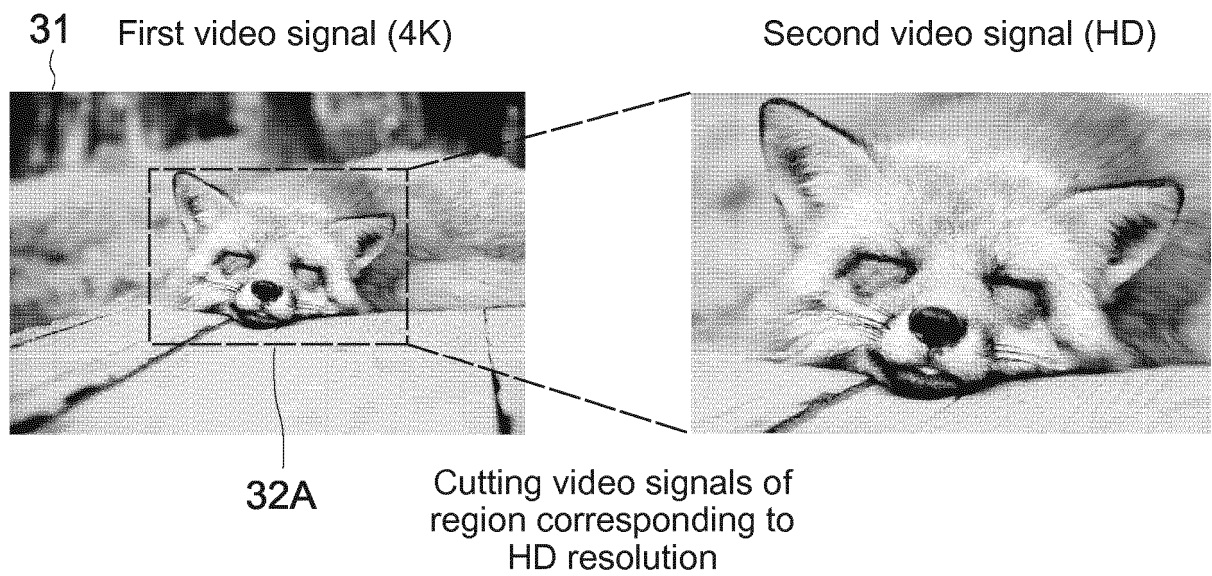 31
First video signal (4K)
Second video signal (HD)
32A
Cutting video signals of
region corresponding to
HD resolution